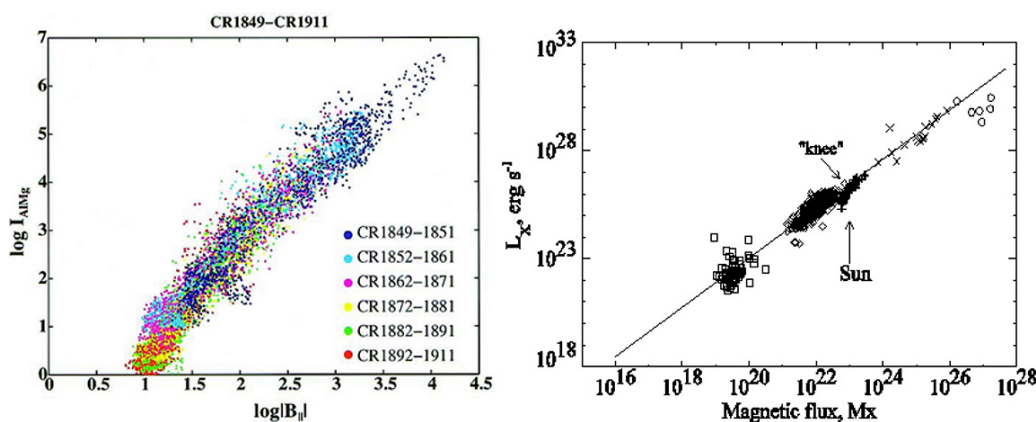 CR1849-CR1911
7
6
5
4
3
2
1
0
log I_AlMg
0 0.5 1 1.5 2 2.5 3 3.5 4 4.5
log|B_||||
CR1849-1851
CR1852-1861
CR1862-1871
CR1872-1881
CR1882-1891
CR1892-1911
10^33
10^28
10^23
10^18
L_X, erg s^-1
"knee"
Sun
10^16 10^18 10^20 10^22 10^24 10^26 10^28
Magnetic flux, Mx